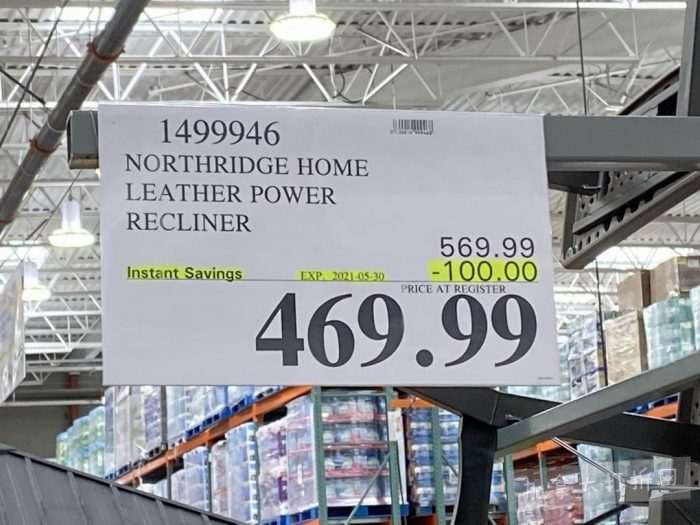 1499946
NORTHRIDGE HOME
LEATHER POWER
RECLINER
569.99
Instant Savings EXP. 2021-05-30 -100.00
PRICE AT REGISTER
469.99